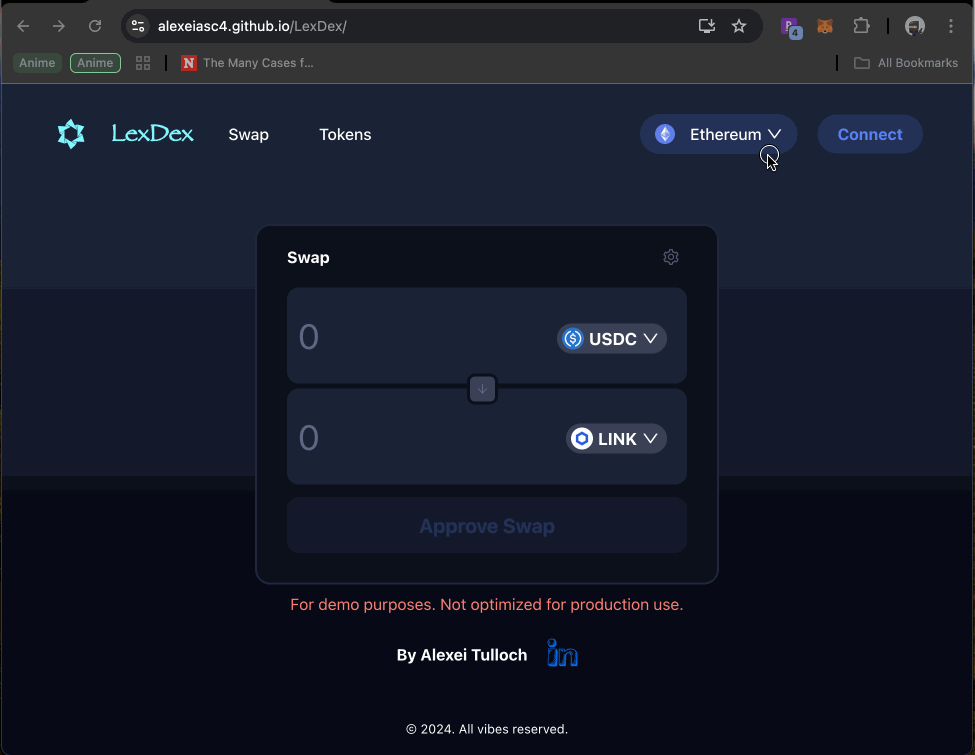 alexeiasc4.github.io/LexDex/
4
Anime
Anime
N The Many Cases f...
All Bookmarks
LexDex
Swap
Tokens
Ethereum
Connect
Swap
0
USDC
0
LINK
Approve Swap
For demo purposes. Not optimized for production use.
By Alexei Tulloch
in
© 2024. All vibes reserved.